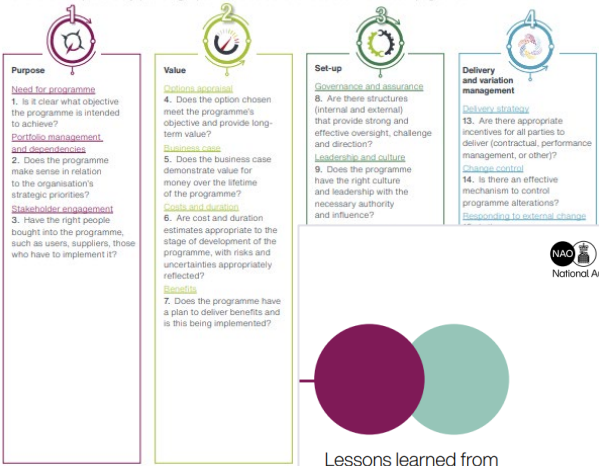 1
Purpose
Need for programme
1. Is it clear what objective
the programme is intended
to achieve?
Portfolio management
and dependencies
2. Does the programme
make sense in relation
to the organisation's
strategic priorities?
Stakeholder engagement
3. Have the right people
bought into the programme,
such as users, suppliers, those
who have to implement it?
2
Value
Options appraisal
4. Does the option chosen
meet the programme's
objective and provide long-
term value?
Business case
5. Does the business case
demonstrate value for
money over the lifetime
of the programme?
Costs and duration
6. Are cost and duration
estimates appropriate to the
stage of development of the
programme, with risks and
uncertainties appropriately
reflected?
Benefits
7. Does the programme have
a plan to deliver benefits and
is this being implemented?
3
Set-up
Governance and assurance
8. Are there structures
(internal and external)
that provide strong and
effective oversight, challenge
and direction?
Leadership and culture
9. Does the programme
have the right culture
and leadership with the
necessary authority
and influence?
4
Delivery
and variation
management
Delivery strategy
13. Are there appropriate
incentives for all parties to
deliver (contractual, performance
management, or other)?
Change control
14. Is there an effective
mechanism to control
programme alterations?
Responding to external change
NAO
National Au
Lessons learned from